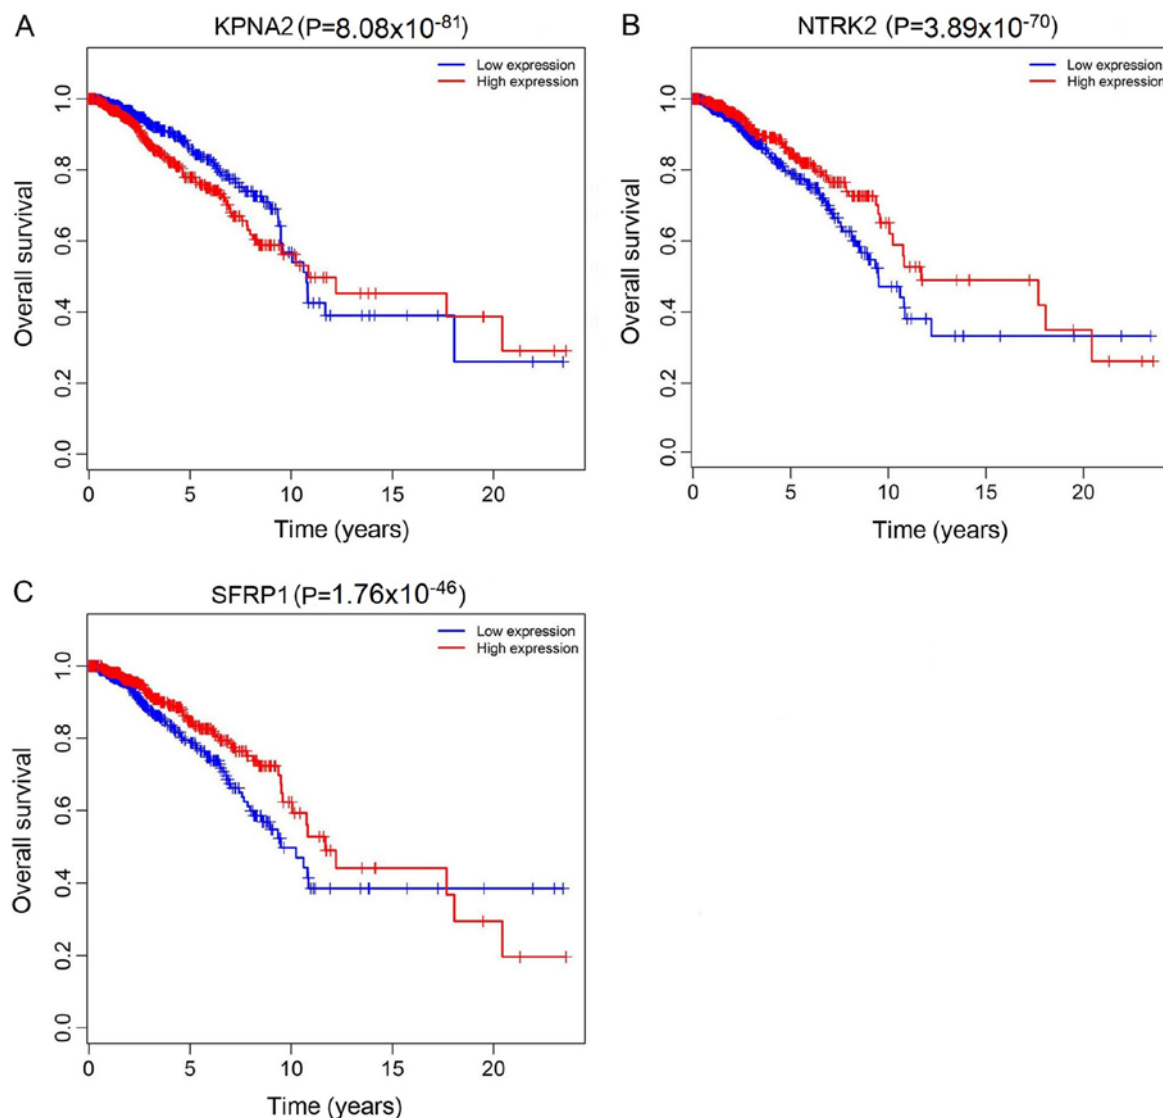 A
KPNA2 (P=8.08x10⁻⁸¹)
Low expression
High expression
Overall survival
1.0
0.8
0.6
0.4
0.2
0.0
0 5 10 15 20
Time (years)
B
NTRK2 (P=3.89x10⁻⁷⁰)
Low expression
High expression
Overall survival
1.0
0.8
0.6
0.4
0.2
0.0
0 5 10 15 20
Time (years)
C
SFRP1 (P=1.76x10⁻⁴⁶)
Low expression
High expression
Overall survival
1.0
0.8
0.6
0.4
0.2
0.0
0 5 10 15 20
Time (years)